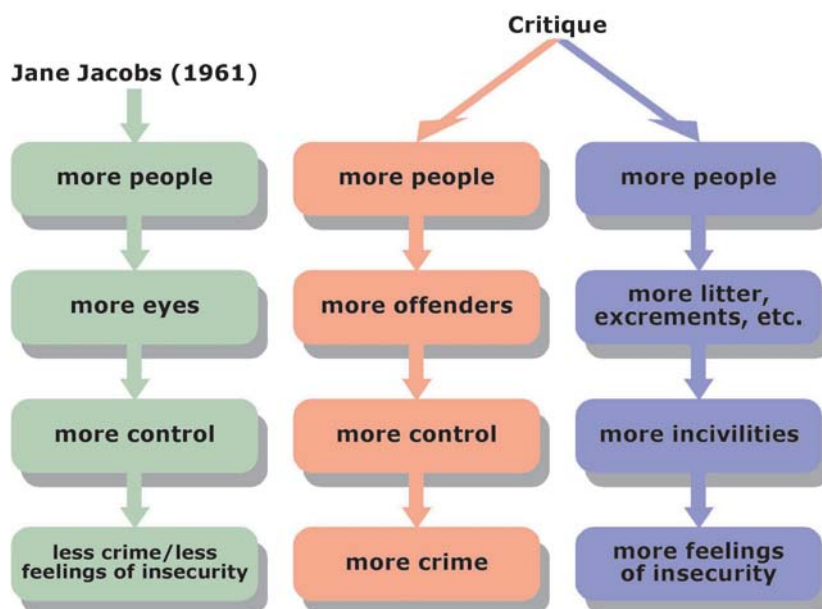 Jane Jacobs (1961)
more people
more eyes
more control
less crime/less
feelings of insecurity
Critique
more people
more offenders
more control
more crime
more people
more litter,
excrements, etc.
more incivilities
more feelings
of insecurity